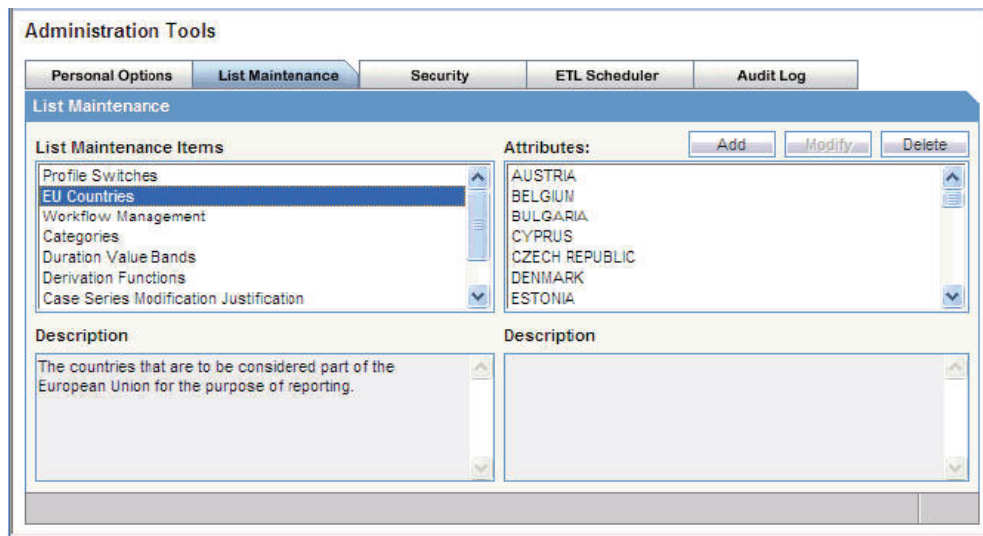 Administration Tools
Personal Options List Maintenance Security ETL Scheduler Audit Log
List Maintenance
List Maintenance Items
Attributes: Add Modify Delete
Profile Switches
EU Countries
Workflow Management
Categories
Duration Value Bands
Derivation Functions
Case Series Modification Justification
AUSTRIA
BELGIUM
BULGARIA
CYPRUS
CZECH REPUBLIC
DENMARK
ESTONIA
Description
The countries that are to be considered part of the
European Union for the purpose of reporting.
Description